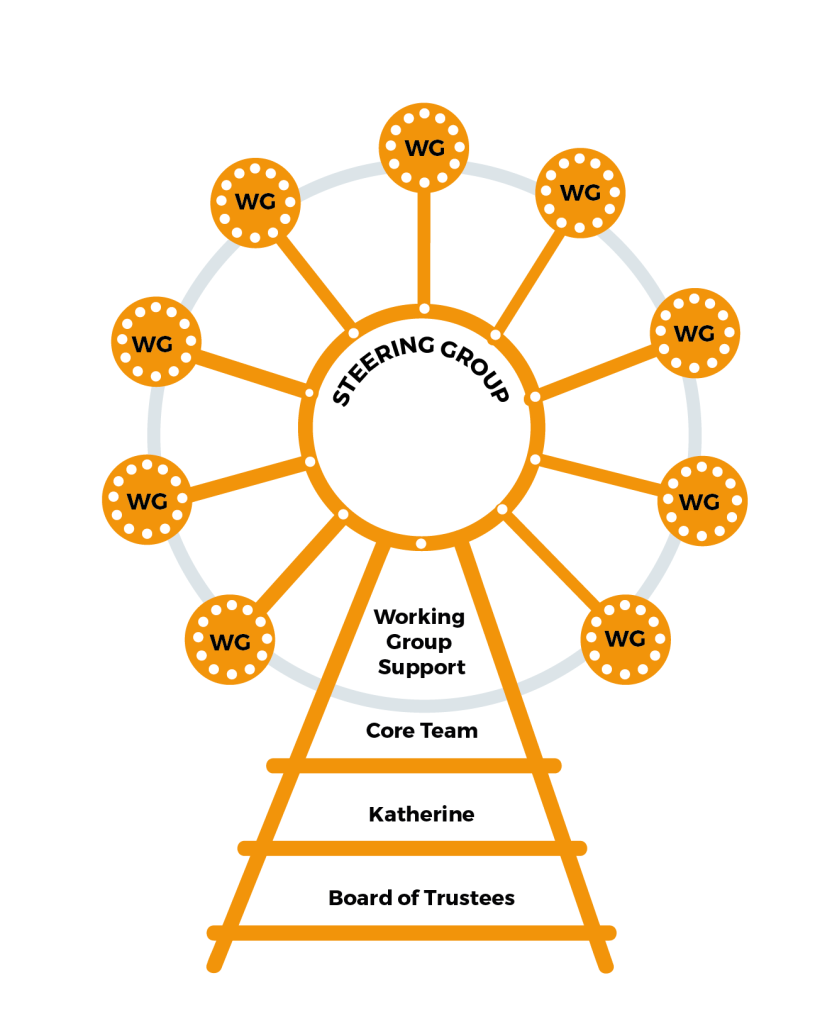 WG
WG
WG
WG
WG
STEERING GROUP
WG
WG
WG
WG
Working
Group
Support
Core Team
Katherine
Board of Trustees